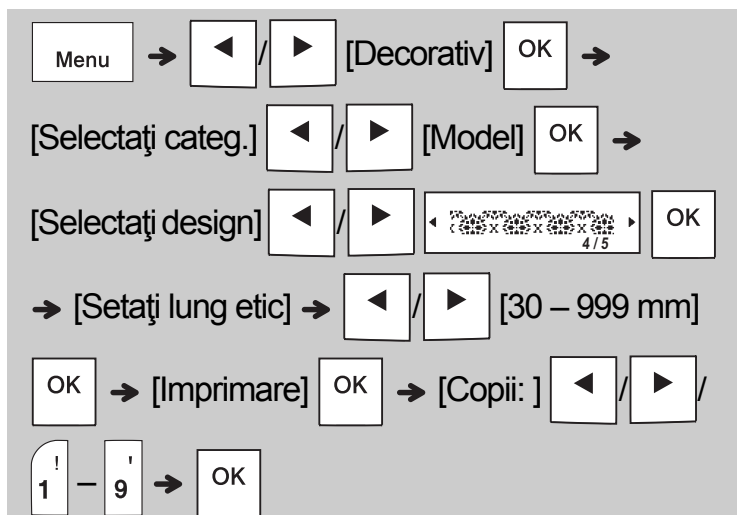 Menu → ◄ / ► [Decorativ] OK →
[Selectaţi categ.] ◄ / ► [Model] OK →
[Selectaţi design] ◄ / ► 4/5 OK
→ [Setaţi lung etic] → ◄ / ► [30 – 999 mm]
OK → [Imprimare] OK → [Copii: ] ◄ / ► /
! 1 – ' 9 → OK